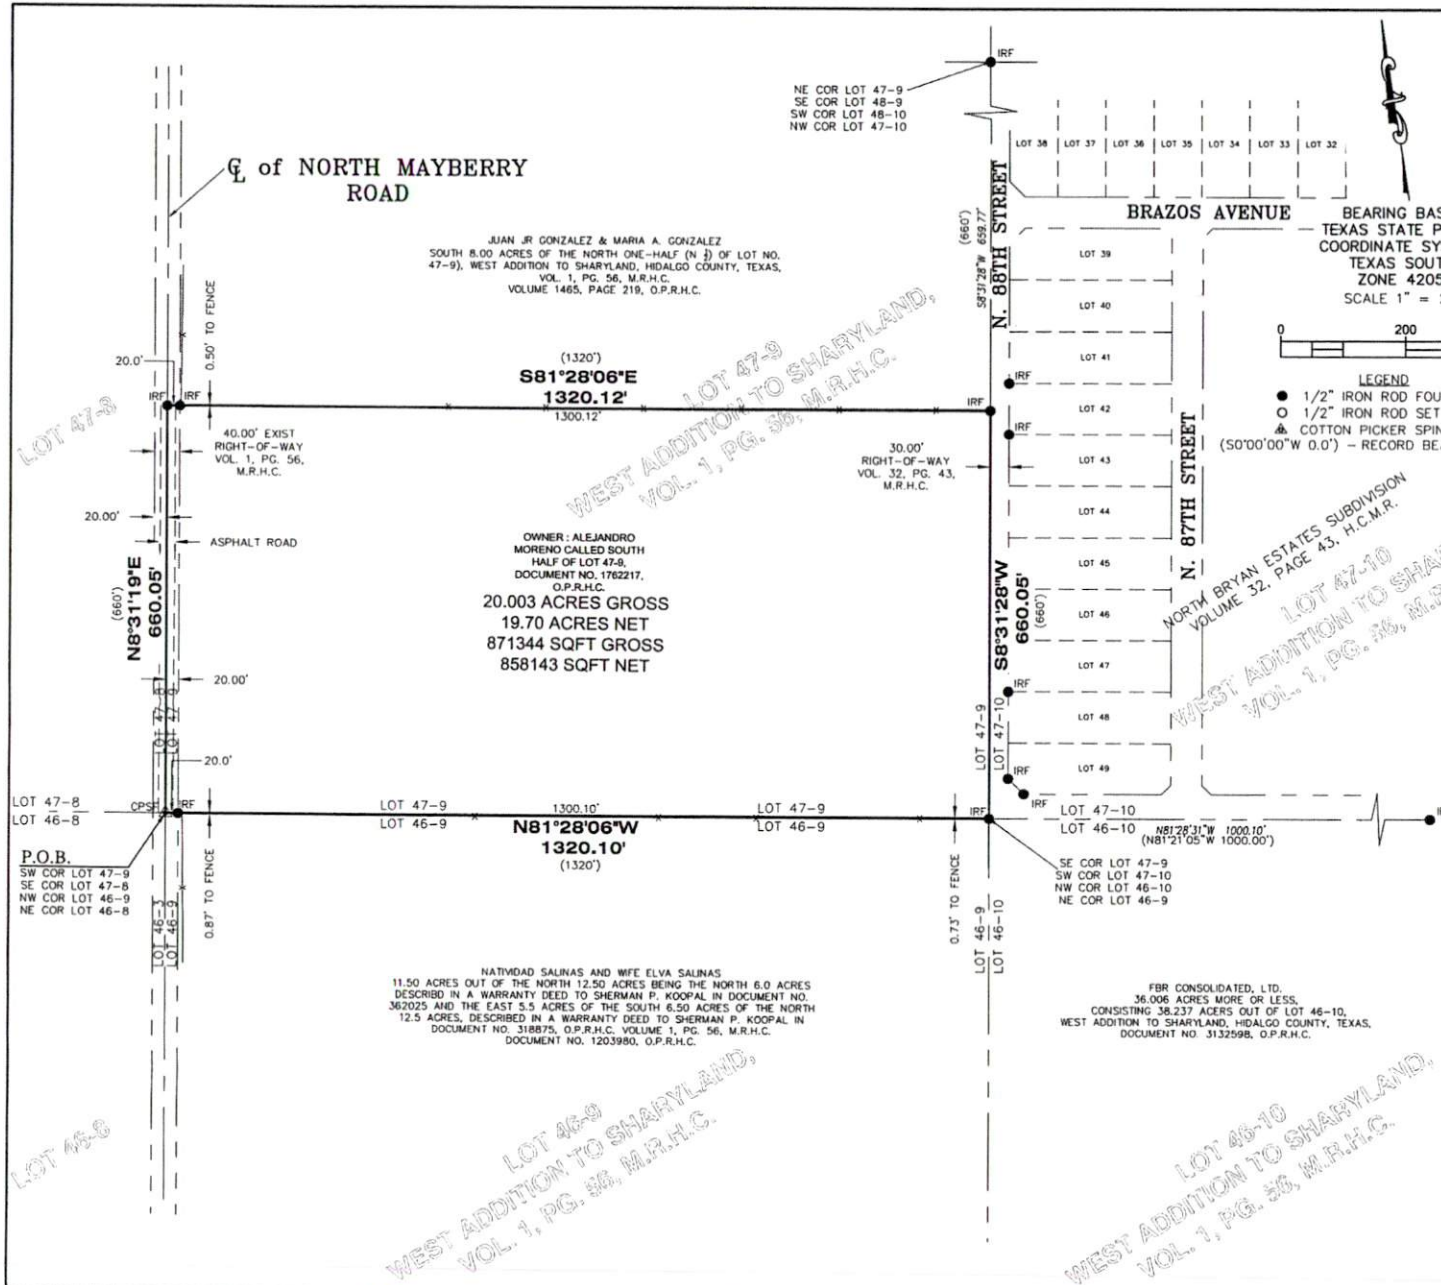 IRF
NE COR LOT 47-9
SE COR LOT 48-9
SW COR LOT 48-10
NW COR LOT 47-10
LOT 38 LOT 37 LOT 36 LOT 35 LOT 34 LOT 33 LOT 32
℄ of NORTH MAYBERRY
ROAD
N. 88TH STREET
(660')
S8°31'28"W 659.77'
BRAZOS AVENUE
BEARING BAS
TEXAS STATE P
COORDINATE SY
TEXAS SOUT
ZONE 4205
SCALE 1" =
0 200
LEGEND
1/2" IRON ROD FOU
1/2" IRON ROD SET
COTTON PICKER SPIN
(S0°00'00"W 0.0') - RECORD BE
JUAN JR GONZALEZ & MARIA A. GONZALEZ
SOUTH 8.00 ACRES OF THE NORTH ONE-HALF (N ½) OF LOT NO.
47-9), WEST ADDITION TO SHARYLAND, HIDALGO COUNTY, TEXAS,
VOL. 1, PG. 56, M.R.H.C.
VOLUME 1465, PAGE 219, O.P.R.H.C.
0.50' TO FENCE
20.0'
IRF IRF
(1320')
S81°28'06"E
1320.12'
1300.12'
LOT 47-9
WEST ADDITION TO SHARYLAND,
VOL. 1, PG. 56, M.R.H.C.
IRF
LOT 39
LOT 40
LOT 41
IRF
LOT 42
IRF
LOT 43
LOT 44
LOT 45
LOT 46
LOT 47
IRF
LOT 48
LOT 49
IRF
IRF
N. 87TH STREET
LOT 47-8
40.00' EXIST
RIGHT-OF-WAY
VOL. 1, PG. 56,
M.R.H.C.
30.00'
RIGHT-OF-WAY
VOL. 32, PG. 43,
M.R.H.C.
20.00'
ASPHALT ROAD
(660')
N8°31'19"E
660.05'
OWNER : ALEJANDRO
MORENO CALLED SOUTH
HALF OF LOT 47-9,
DOCUMENT NO. 1762217,
O.P.R.H.C.
20.003 ACRES GROSS
19.70 ACRES NET
871344 SQFT GROSS
858143 SQFT NET
S8°31'28"W
660.05'
(660')
NORTH BRYAN ESTATES SUBDIVISION
VOLUME 32, PAGE 43, H.C.M.R.
LOT 47-10
WEST ADDITION TO SHAR
VOL. 1, PG. 56, M.R
20.00'
LOT 47-8
LOT 47-9
20.0'
LOT 47-9
LOT 47-10
LOT 47-8
LOT 46-8
CPSF IRF
LOT 47-9 1300.10' LOT 47-9
LOT 46-9 LOT 46-9
N81°28'06"W
1320.10'
(1320')
IRF
LOT 47-10
LOT 46-10
N81°28'31"W 1000.10'
(N81°21'05"W 1000.00')
P.O.B.
SW COR LOT 47-9
SE COR LOT 47-8
NW COR LOT 46-9
NE COR LOT 46-8
LOT 46-9
0.87' TO FENCE
0.73' TO FENCE
SE COR LOT 47-9
SW COR LOT 47-10
NW COR LOT 46-10
NE COR LOT 46-9
LOT 46-9
LOT 46-10
NATIVIDAD SALINAS AND WIFE ELVA SALINAS
11.50 ACRES OUT OF THE NORTH 12.50 ACRES BEING THE NORTH 6.0 ACRES
DESCRIBD IN A WARRANTY DEED TO SHERMAN P. KOOPAL IN DOCUMENT NO.
362025 AND THE EAST 5.5 ACRES OF THE SOUTH 6.50 ACRES OF THE NORTH
12.5 ACRES, DESCRIBED IN A WARRANTY DEED TO SHERMAN P. KOOPAL IN
DOCUMENT NO. 318875, O.P.R.H.C. VOLUME 1, PG. 56, M.R.H.C.
DOCUMENT NO. 1203980, O.P.R.H.C.
FBR CONSOLIDATED, LTD.
36.006 ACRES MORE OR LESS,
CONSISTING 38.237 ACERS OUT OF LOT 46-10,
WEST ADDITION TO SHARYLAND, HIDALGO COUNTY, TEXAS,
DOCUMENT NO. 3132598, O.P.R.H.C.
LOT 46-8
LOT 46-9
WEST ADDITION TO SHARYLAND,
VOL. 1, PG. 56, M.R.H.C.
LOT 46-10
WEST ADDITION TO SHARYLAND,
VOL. 1, PG. 56, M.R.H.C.